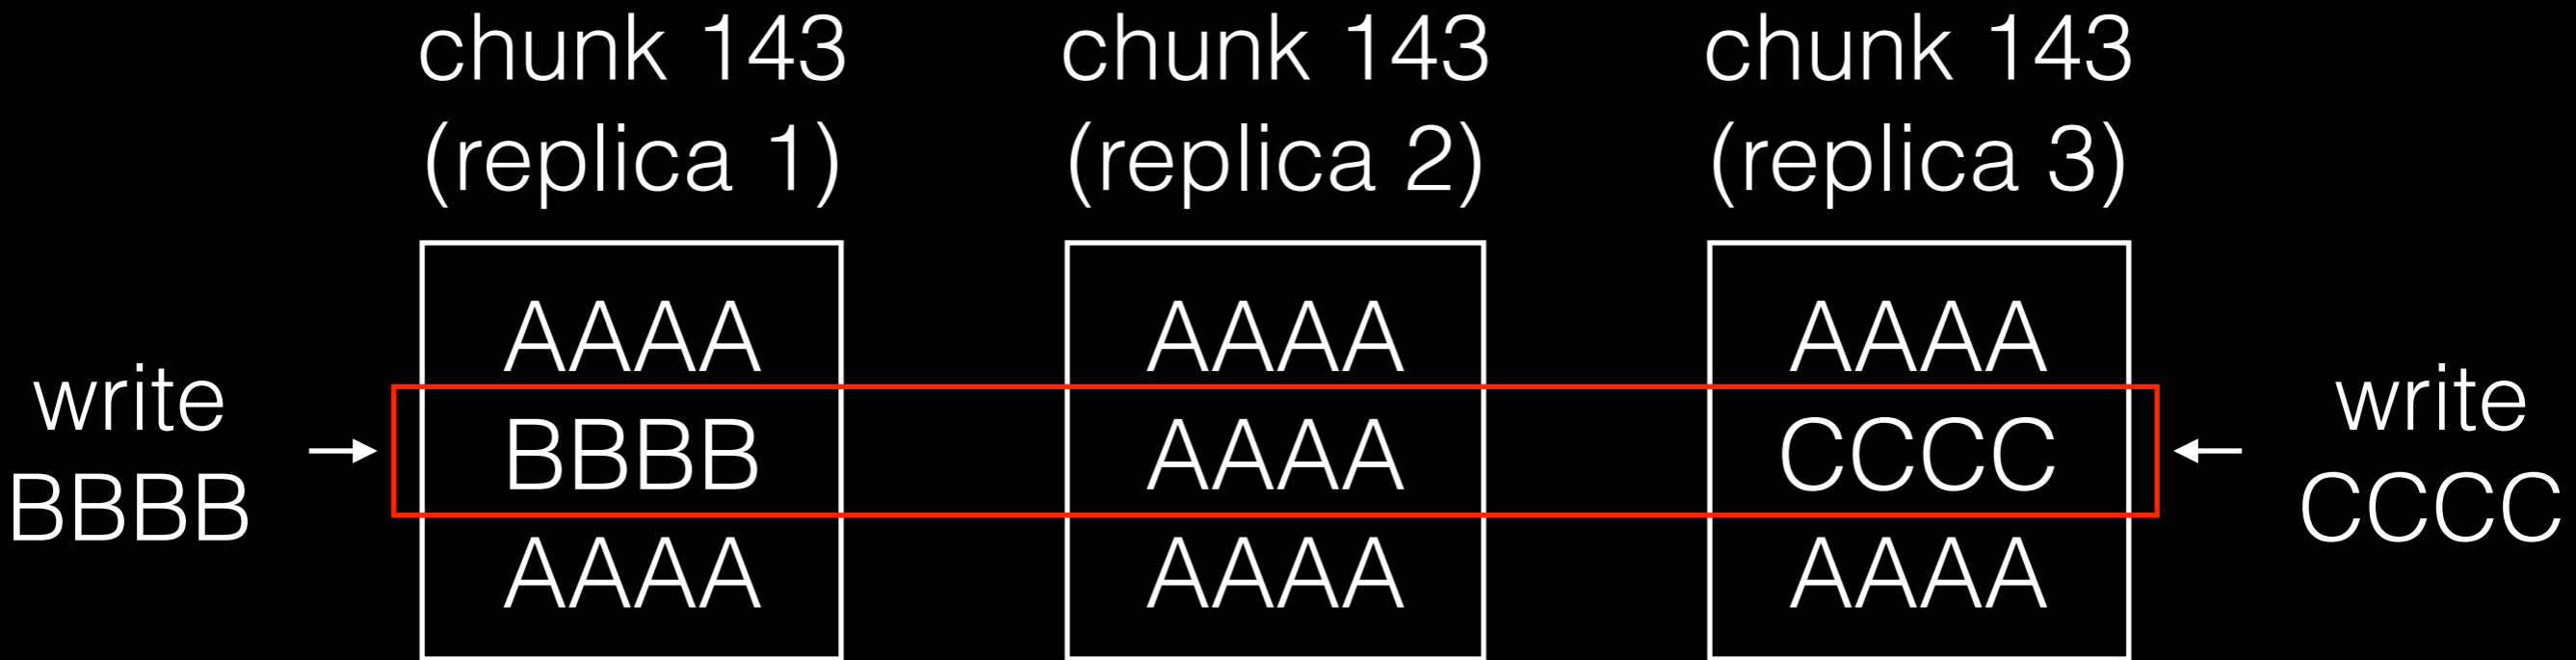 chunk 143
(replica 1)
chunk 143
(replica 2)
chunk 143
(replica 3)
write
BBBB
AAAA
BBBB
AAAA
AAAA
AAAA
AAAA
AAAA
CCCC
AAAA
write
CCCC